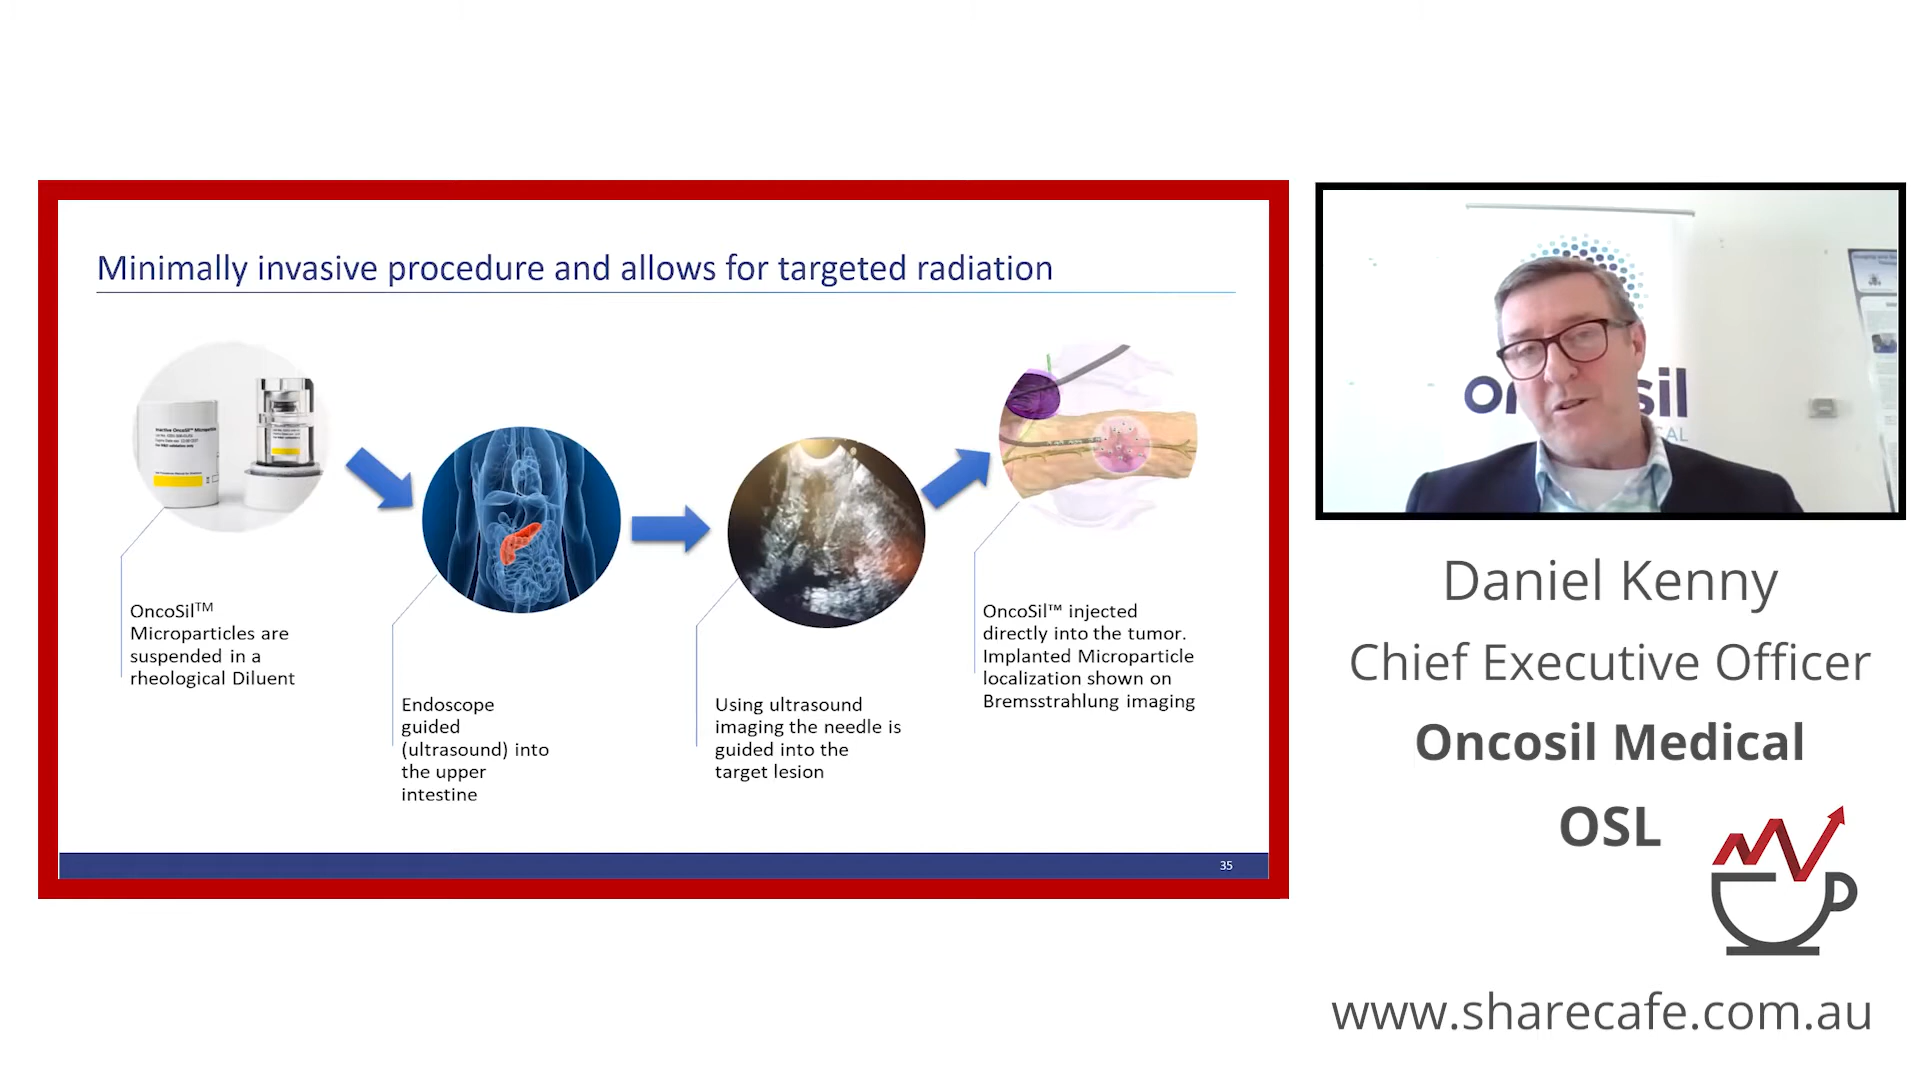 Minimally invasive procedure and allows for targeted radiation
OncoSil™
Microparticles are
suspended in a
rheological Diluent
Endoscope
guided
(ultrasound) into
the upper
intestine
Using ultrasound
imaging the needle is
guided into the
target lesion
OncoSil™ injected
directly into the tumor.
Implanted Microparticle
localization shown on
Bremsstrahlung imaging
35
Daniel Kenny
Chief Executive Officer
Oncosil Medical
OSL
www.sharecafe.com.au